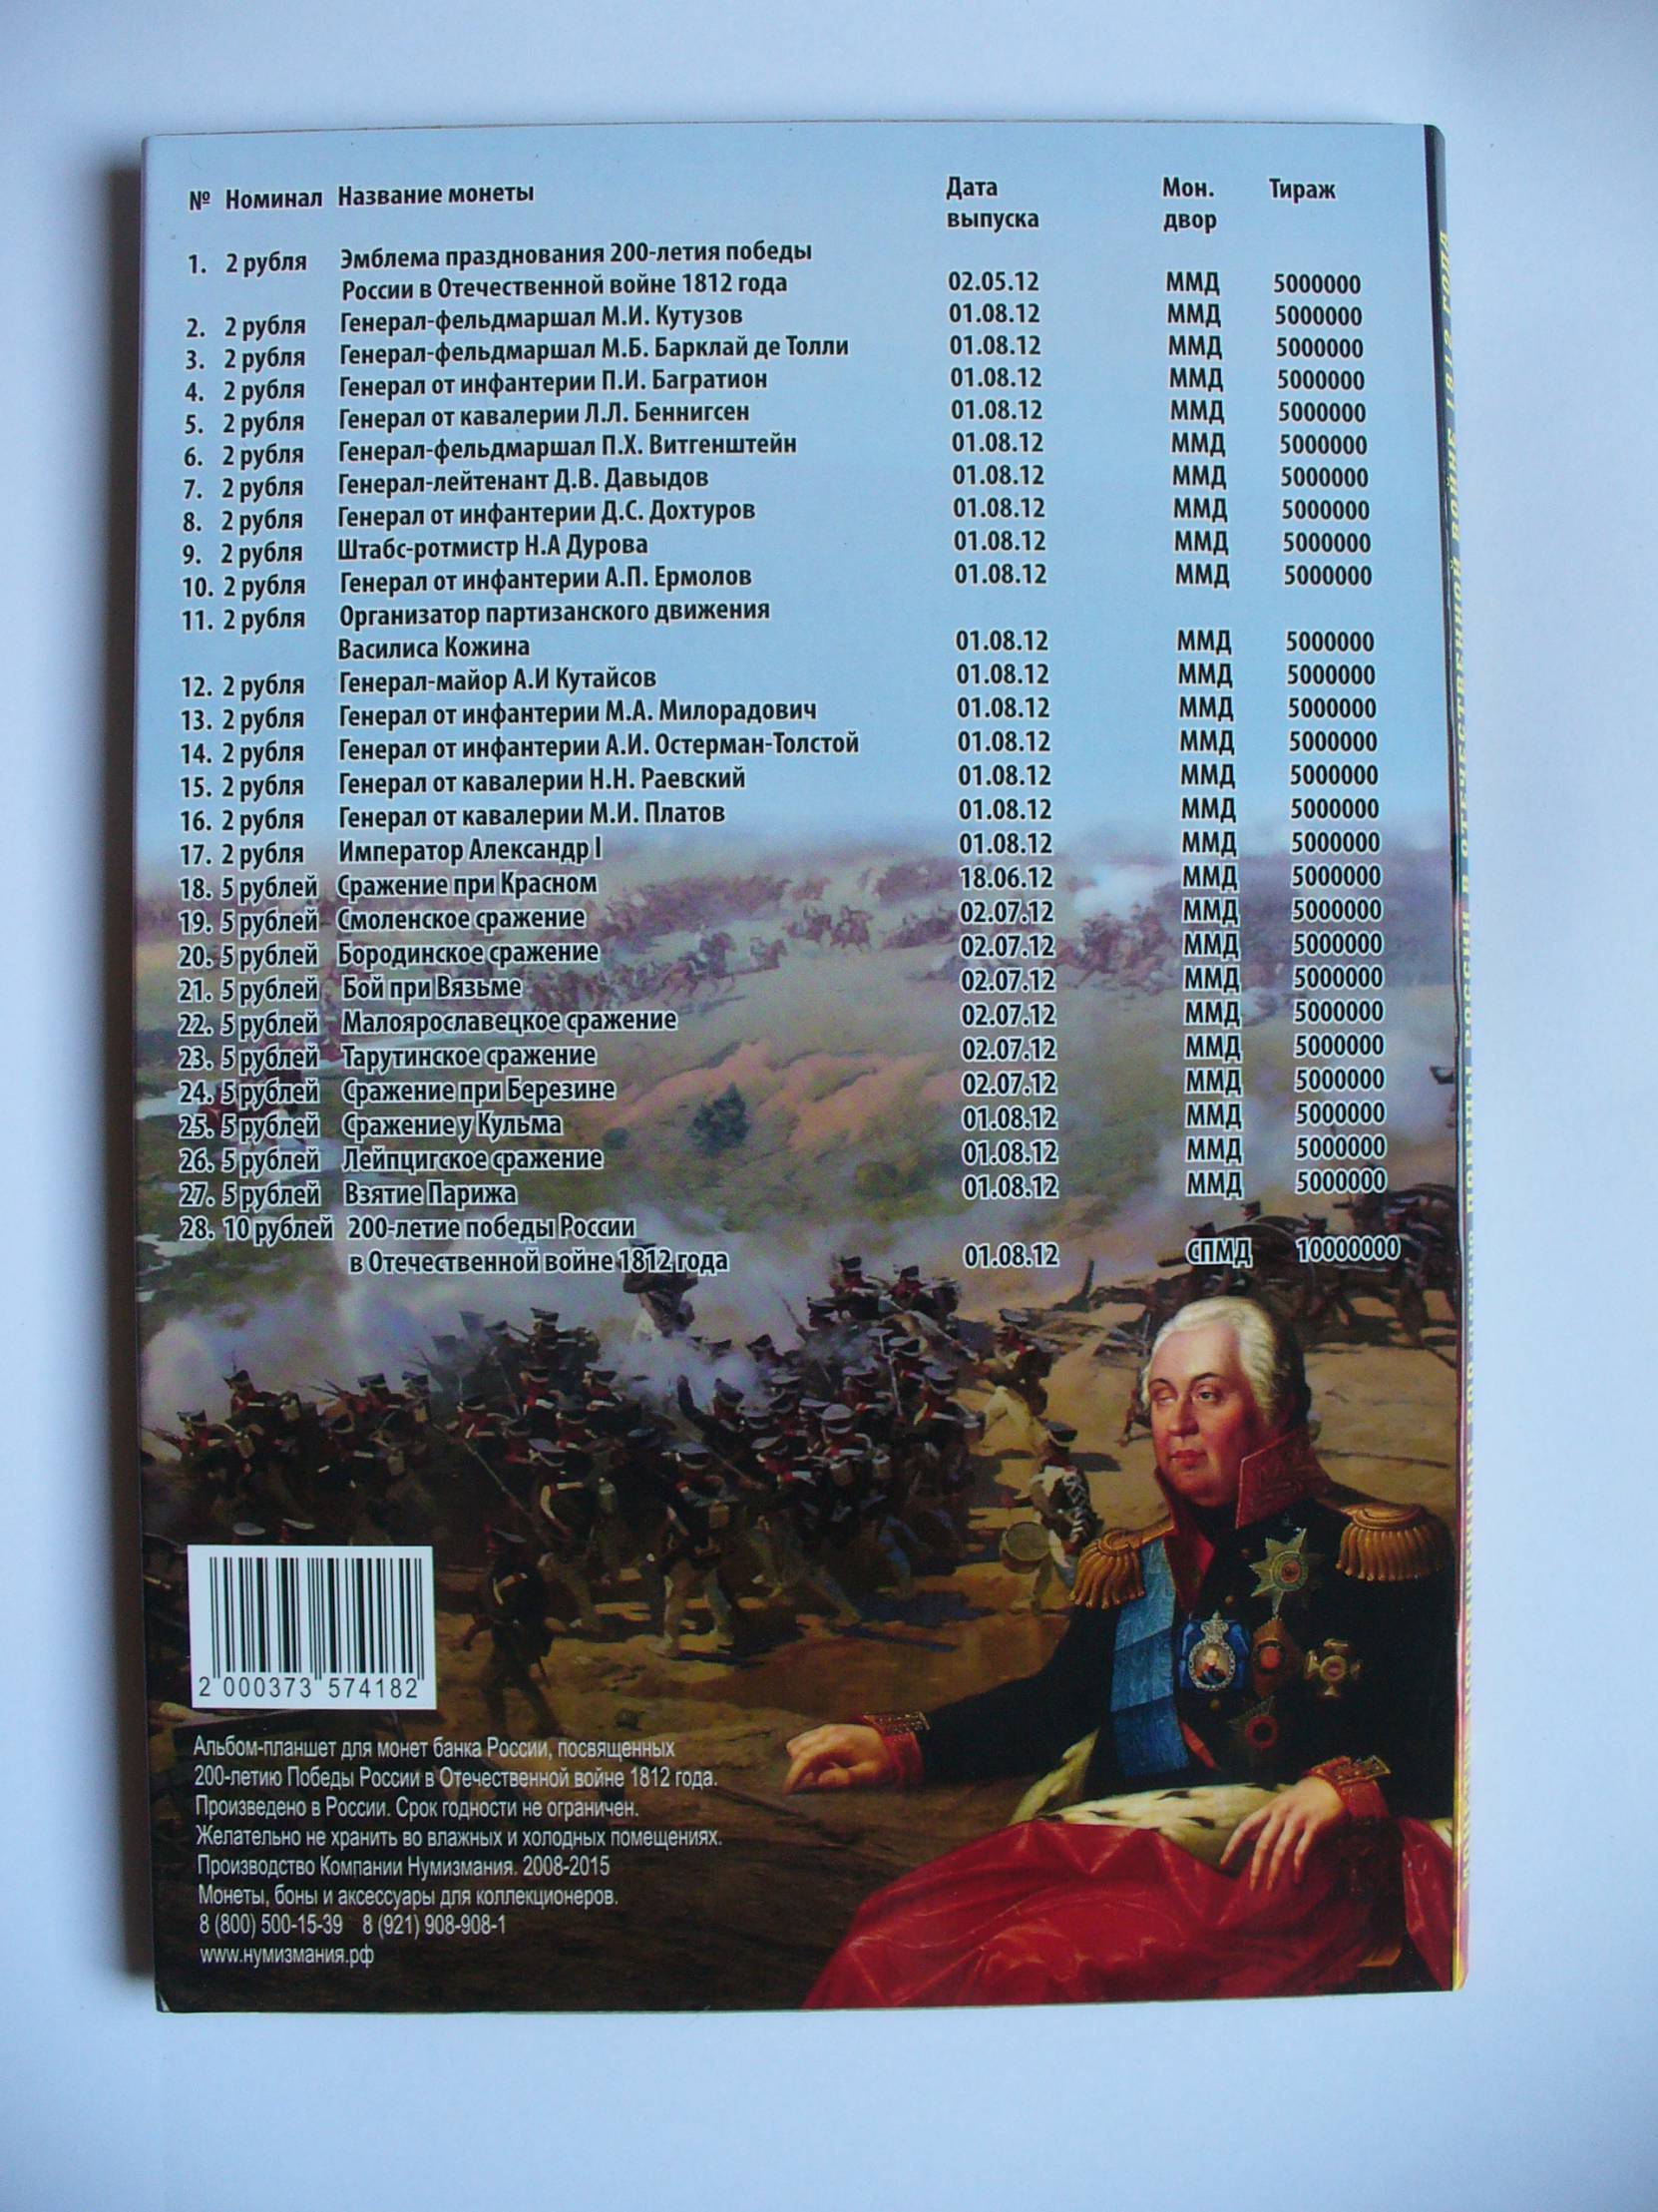 № Номинал Название монеты Дата выпуска Мон. двор Тираж
1. 2 рубля Эмблема празднования 200-летия победы
России в Отечественной войне 1812 года 02.05.12 ММД 5000000
2. 2 рубля Генерал-фельдмаршал М.И. Кутузов 01.08.12 ММД 5000000
3. 2 рубля Генерал-фельдмаршал М.Б. Барклай де Толли 01.08.12 ММД 5000000
4. 2 рубля Генерал от инфантерии П.И. Багратион 01.08.12 ММД 5000000
5. 2 рубля Генерал от кавалерии Л.Л. Беннигсен 01.08.12 ММД 5000000
6. 2 рубля Генерал-фельдмаршал П.Х. Витгенштейн 01.08.12 ММД 5000000
7. 2 рубля Генерал-лейтенант Д.В. Давыдов 01.08.12 ММД 5000000
8. 2 рубля Генерал от инфантерии Д.С. Дохтуров 01.08.12 ММД 5000000
9. 2 рубля Штабс-ротмистр Н.А Дурова 01.08.12 ММД 5000000
10. 2 рубля Генерал от инфантерии А.П. Ермолов 01.08.12 ММД 5000000
11. 2 рубля Организатор партизанского движения
Василиса Кожина 01.08.12 ММД 5000000
12. 2 рубля Генерал-майор А.И Кутайсов 01.08.12 ММД 5000000
13. 2 рубля Генерал от инфантерии М.А. Милорадович 01.08.12 ММД 5000000
14. 2 рубля Генерал от инфантерии А.И. Остерман-Толстой 01.08.12 ММД 5000000
15. 2 рубля Генерал от кавалерии Н.Н. Раевский 01.08.12 ММД 5000000
16. 2 рубля Генерал от кавалерии М.И. Платов 01.08.12 ММД 5000000
17. 2 рубля Император Александр I 01.08.12 ММД 5000000
18. 5 рублей Сражение при Красном 18.06.12 ММД 5000000
19. 5 рублей Смоленское сражение 02.07.12 ММД 5000000
20. 5 рублей Бородинское сражение 02.07.12 ММД 5000000
21. 5 рублей Бой при Вязьме 02.07.12 ММД 5000000
22. 5 рублей Малоярославецкое сражение 02.07.12 ММД 5000000
23. 5 рублей Тарутинское сражение 02.07.12 ММД 5000000
24. 5 рублей Сражение при Березине 02.07.12 ММД 5000000
25. 5 рублей Сражение у Кульма 01.08.12 ММД 5000000
26. 5 рублей Лейпцигское сражение 01.08.12 ММД 5000000
27. 5 рублей Взятие Парижа 01.08.12 ММД 5000000
28. 10 рублей 200-летие победы России
в Отечественной войне 1812 года 01.08.12 СПМД 10000000
2 000373 574182
Альбом-планшет для монет банка России, посвященных
200-летию Победы России в Отечественной войне 1812 года.
Произведено в России. Срок годности не ограничен.
Желательно не хранить во влажных и холодных помещениях.
Производство Компании Нумизмания. 2008-2015
Монеты, боны и аксессуары для коллекционеров.
8 (800) 500-15-39 8 (921) 908-908-1
www.нумизмания.рф